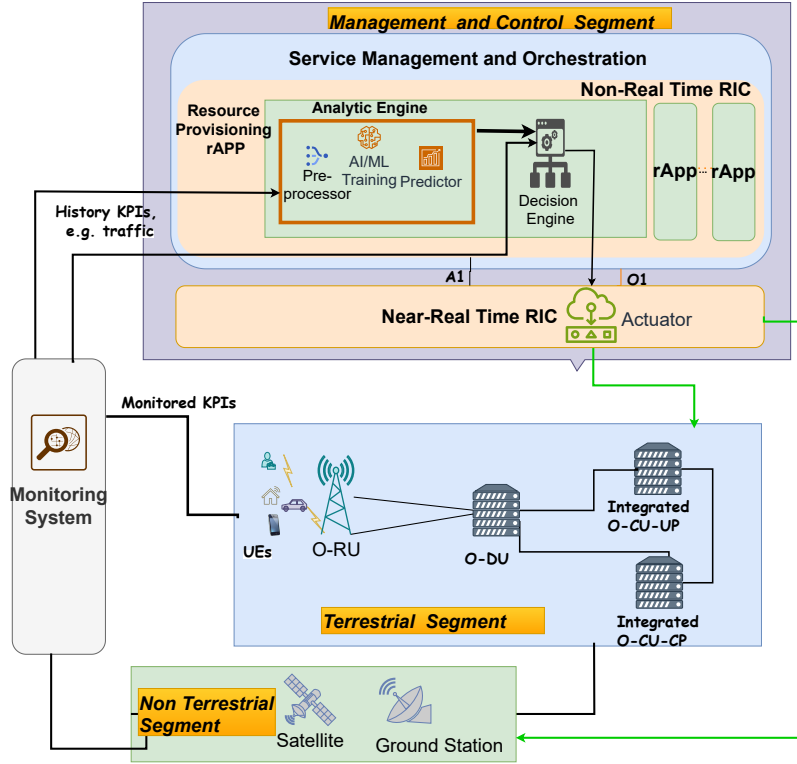 Management and Control Segment
Service Management and Orchestration
Non-Real Time RIC
Resource
Provisioning
rAPP
Analytic Engine
Pre-
processor
AI/ML
Training
Predictor
Decision
Engine
rApp
...
rApp
History KPIs,
e.g. traffic
A1
O1
Near-Real Time RIC
Actuator
Monitored KPIs
Monitoring
System
UEs
O-RU
O-DU
Integrated
O-CU-UP
Integrated
O-CU-CP
Terrestrial Segment
Non Terrestrial
Segment
Satellite
Ground Station